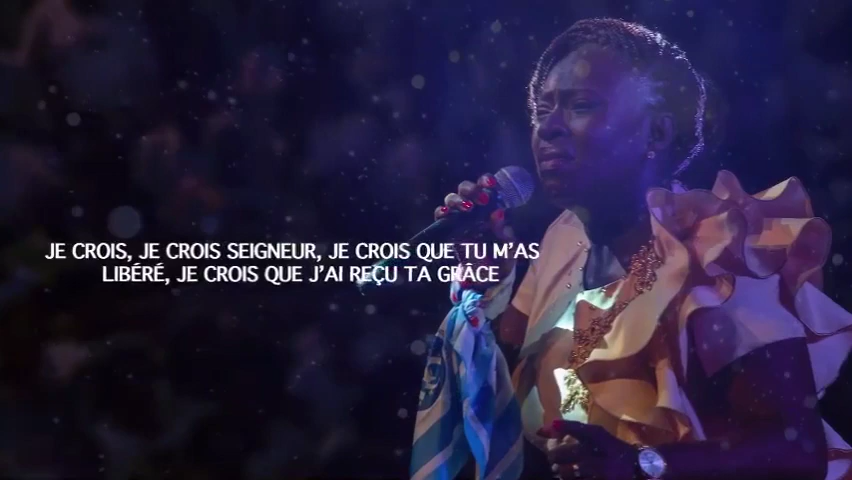 JE CROIS, JE CROIS SEIGNEUR, JE CROIS QUE TU M'AS
LIBÉRÉ, JE CROIS QUE J'AI REÇU TA GRÂCE